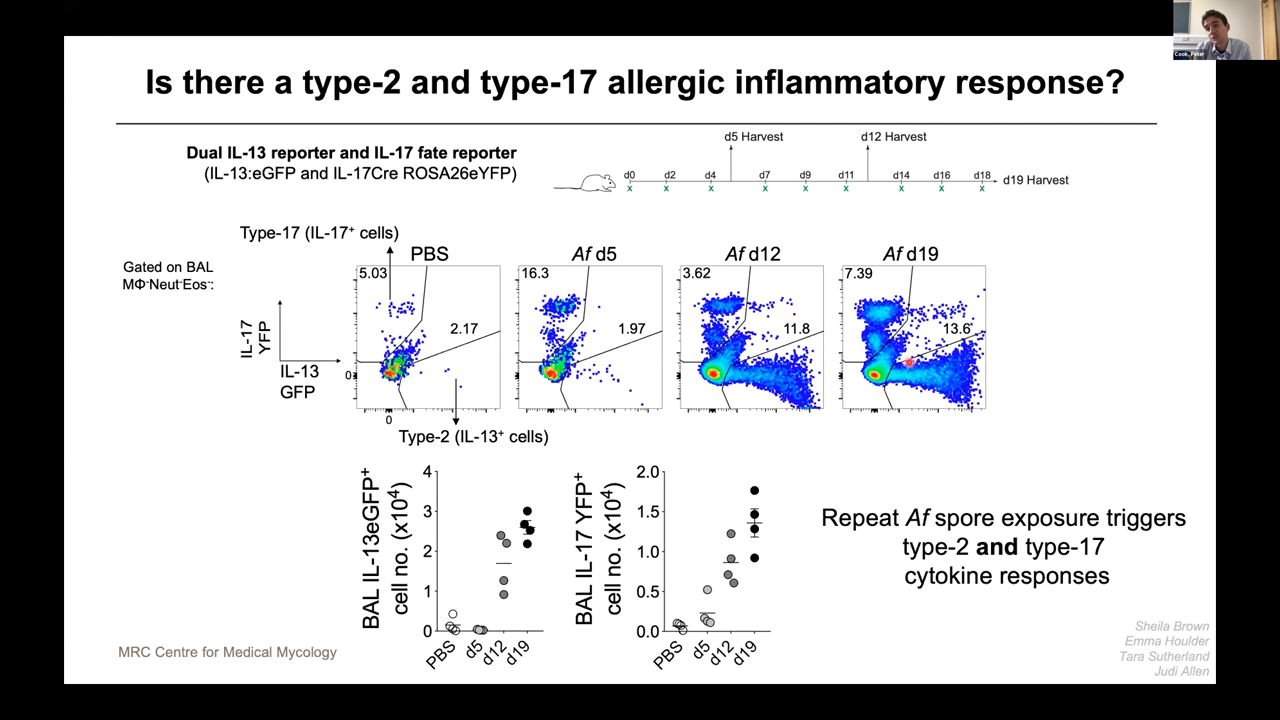 Cook, Peter
Is there a type-2 and type-17 allergic inflammatory response?
Dual IL-13 reporter and IL-17 fate reporter
(IL-13:eGFP and IL-17Cre ROSA26eYFP)
d5 Harvest
d12 Harvest
d0 d2 d4 d7 d9 d11 d14 d16 d18
d19 Harvest
x x x x x x x x x
Type-17 (IL-17⁺ cells)
PBS
Af d5
Af d12
Af d19
Gated on BAL
MΦ⁻Neut⁻Eos⁻:
IL-17
YFP
IL-13
GFP
5.03
2.17
16.3
1.97
3.62
11.8
7.39
13.6
0
0
Type-2 (IL-13⁺ cells)
BAL IL-13eGFP⁺
cell no. (x10⁴)
4
3
2
1
0
PBS d5 d12 d19
BAL IL-17 YFP⁺
cell no. (x10⁴)
2.0
1.5
1.0
0.5
0.0
PBS d5 d12 d19
Repeat Af spore exposure triggers
type-2 and type-17
cytokine responses
MRC Centre for Medical Mycology
Sheila Brown
Emma Houlder
Tara Sutherland
Judi Allen